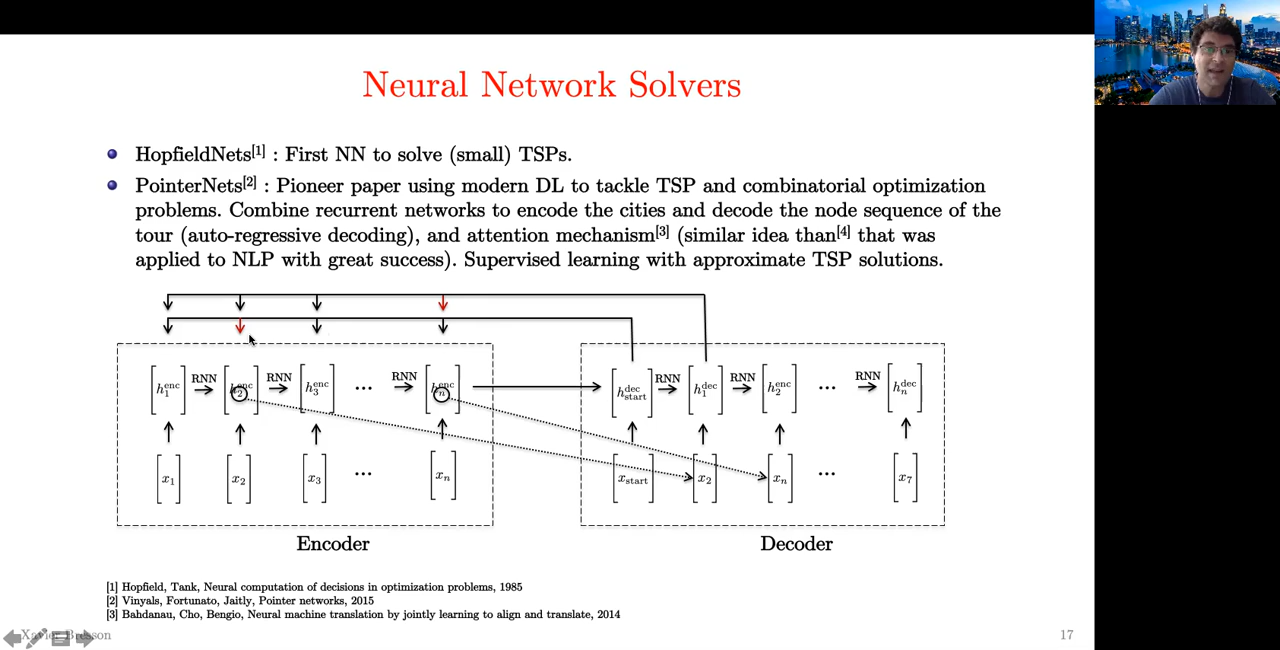 Neural Network Solvers
HopfieldNets[1] : First NN to solve (small) TSPs.
PointerNets[2] : Pioneer paper using modern DL to tackle TSP and combinatorial optimization
problems. Combine recurrent networks to encode the cities and decode the node sequence of the
tour (auto-regressive decoding), and attention mechanism[3] (similar idea than[4] that was
applied to NLP with great success). Supervised learning with approximate TSP solutions.
RNN RNN RNN RNN RNN RNN
h1enc h2enc h3enc ... hnenc hstartdec h1dec h2enc ... hndec
x1 x2 x3 ... xn xstart x2 xn ... x7
Encoder Decoder
[1] Hopfield, Tank, Neural computation of decisions in optimization problems, 1985
[2] Vinyals, Fortunato, Jaitly, Pointer networks, 2015
[3] Bahdanau, Cho, Bengio, Neural machine translation by jointly learning to align and translate, 2014
Xavier Bresson 17